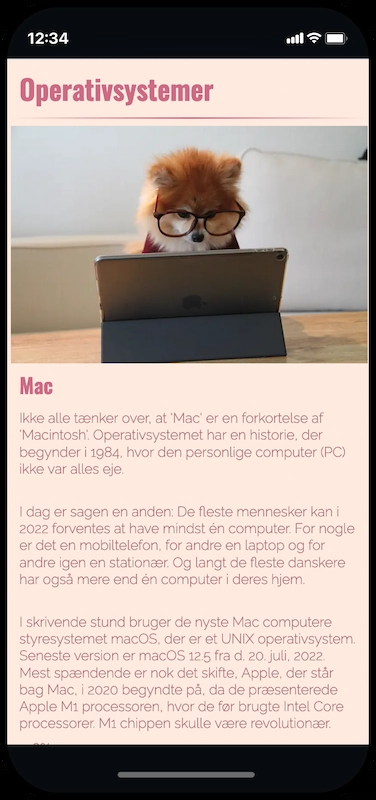 12:34
Operativsystemer
Mac
Ikke alle tænker over, at 'Mac' er en forkortelse af
'Macintosh'. Operativsystemet har en historie, der
begynder i 1984, hvor den personlige computer (PC)
ikke var alles eje.
I dag er sagen en anden: De fleste mennesker kan i
2022 forventes at have mindst én computer. For nogle
er det en mobiltelefon, for andre en laptop og for
andre igen en stationær. Og langt de fleste danskere
har også mere end én computer i deres hjem.
I skrivende stund bruger de nyste Mac computere
styresystemet macOS, der er et UNIX operativsystem.
Seneste version er macOS 12.5 fra d. 20. juli, 2022.
Mest spændende er nok det skifte, Apple, der står
bag Mac, i 2020 begyndte på, da de præsenterede
Apple M1 processoren, hvor de før brugte Intel Core
processorer. M1 chippen skulle være revolutionær.